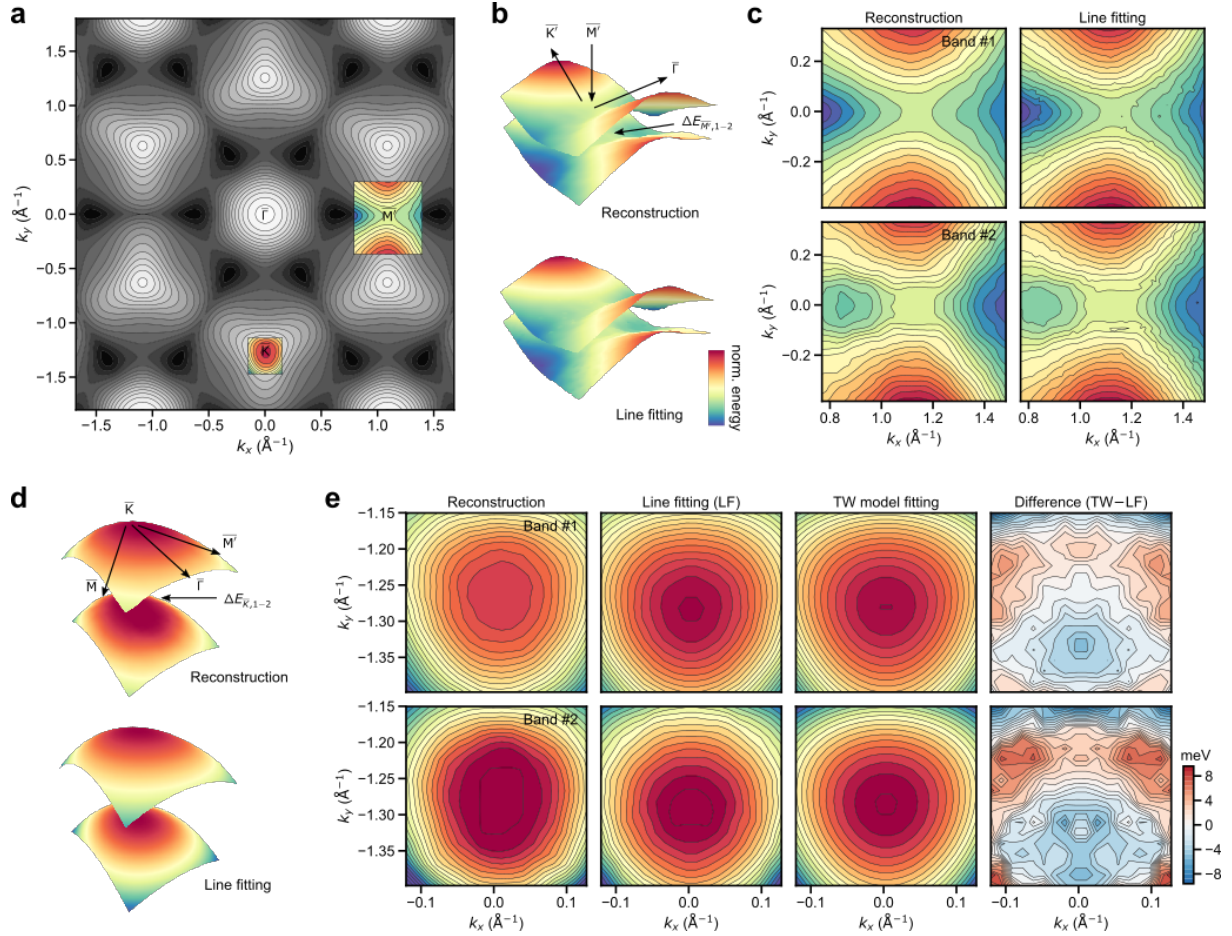 a
1.5
1.0
0.5
0.0
−0.5
−1.0
−1.5
k_y (Å⁻¹)
Γ̅
M̅′
K̅
−1.5 −1.0 −0.5 0.0 0.5 1.0 1.5
k_x (Å⁻¹)
b
K̅′ M̅′ Γ̅
ΔE_M̅′,1−2
Reconstruction
Line fitting
norm. energy
c
Reconstruction Line fitting
Band #1
0.2
0.0
−0.2
k_y (Å⁻¹)
Band #2
0.2
0.0
−0.2
k_y (Å⁻¹)
0.8 1.0 1.2 1.4 0.8 1.0 1.2 1.4
k_x (Å⁻¹) k_x (Å⁻¹)
d
K̅
M̅′
M̅ Γ̅
ΔE_K̅,1−2
Reconstruction
Line fitting
e
Reconstruction Line fitting (LF) TW model fitting Difference (TW−LF)
Band #1
−1.15
−1.20
−1.25
−1.30
−1.35
k_y (Å⁻¹)
Band #2
−1.15
−1.20
−1.25
−1.30
−1.35
k_y (Å⁻¹)
meV
8
4
0
−4
−8
−0.1 0.0 0.1 −0.1 0.0 0.1 −0.1 0.0 0.1 −0.1 0.0 0.1
k_x (Å⁻¹) k_x (Å⁻¹) k_x (Å⁻¹) k_x (Å⁻¹)